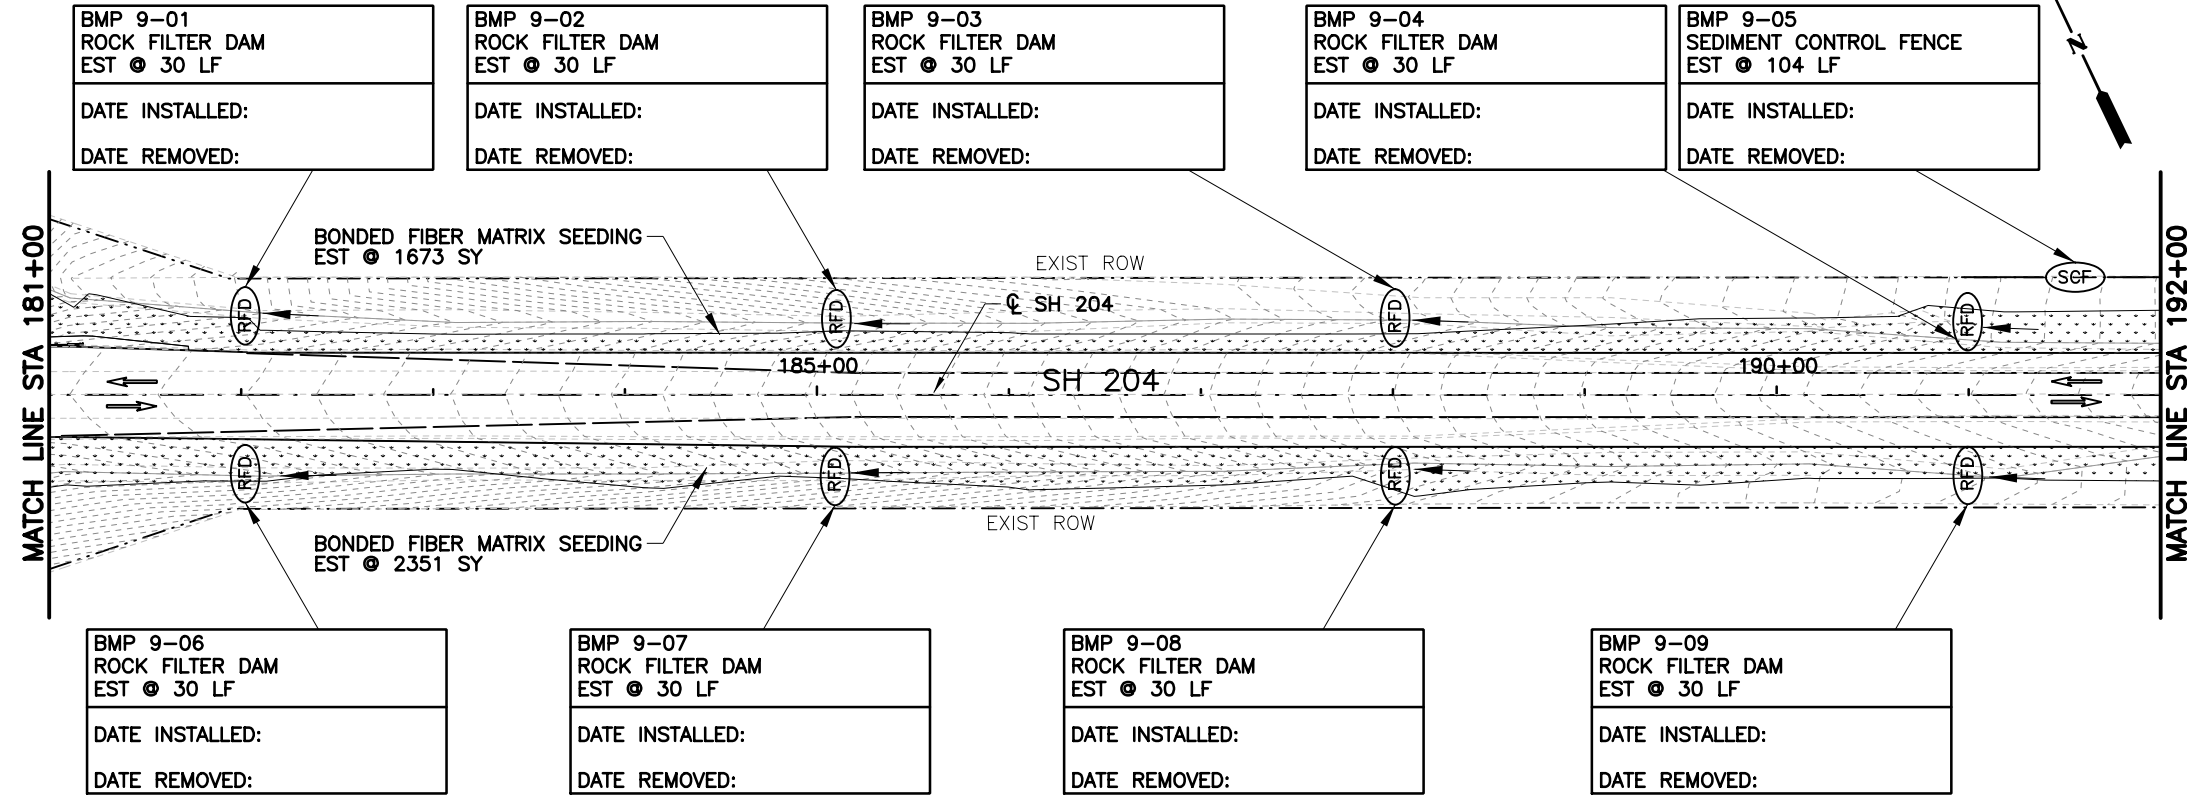 BMP 9-01
ROCK FILTER DAM
EST @ 30 LF
DATE INSTALLED:
DATE REMOVED:
BMP 9-02
ROCK FILTER DAM
EST @ 30 LF
DATE INSTALLED:
DATE REMOVED:
BMP 9-03
ROCK FILTER DAM
EST @ 30 LF
DATE INSTALLED:
DATE REMOVED:
BMP 9-04
ROCK FILTER DAM
EST @ 30 LF
DATE INSTALLED:
DATE REMOVED:
BMP 9-05
SEDIMENT CONTROL FENCE
EST @ 104 LF
DATE INSTALLED:
DATE REMOVED:
N
MATCH LINE STA 181+00
BONDED FIBER MATRIX SEEDING
EST @ 1673 SY
EXIST ROW
℄ SH 204
SCF
RFD
RFD
RFD
RFD
185+00
SH 204
190+00
MATCH LINE STA 192+00
RFD
RFD
RFD
RFD
EXIST ROW
BONDED FIBER MATRIX SEEDING
EST @ 2351 SY
BMP 9-06
ROCK FILTER DAM
EST @ 30 LF
DATE INSTALLED:
DATE REMOVED:
BMP 9-07
ROCK FILTER DAM
EST @ 30 LF
DATE INSTALLED:
DATE REMOVED:
BMP 9-08
ROCK FILTER DAM
EST @ 30 LF
DATE INSTALLED:
DATE REMOVED:
BMP 9-09
ROCK FILTER DAM
EST @ 30 LF
DATE INSTALLED:
DATE REMOVED: